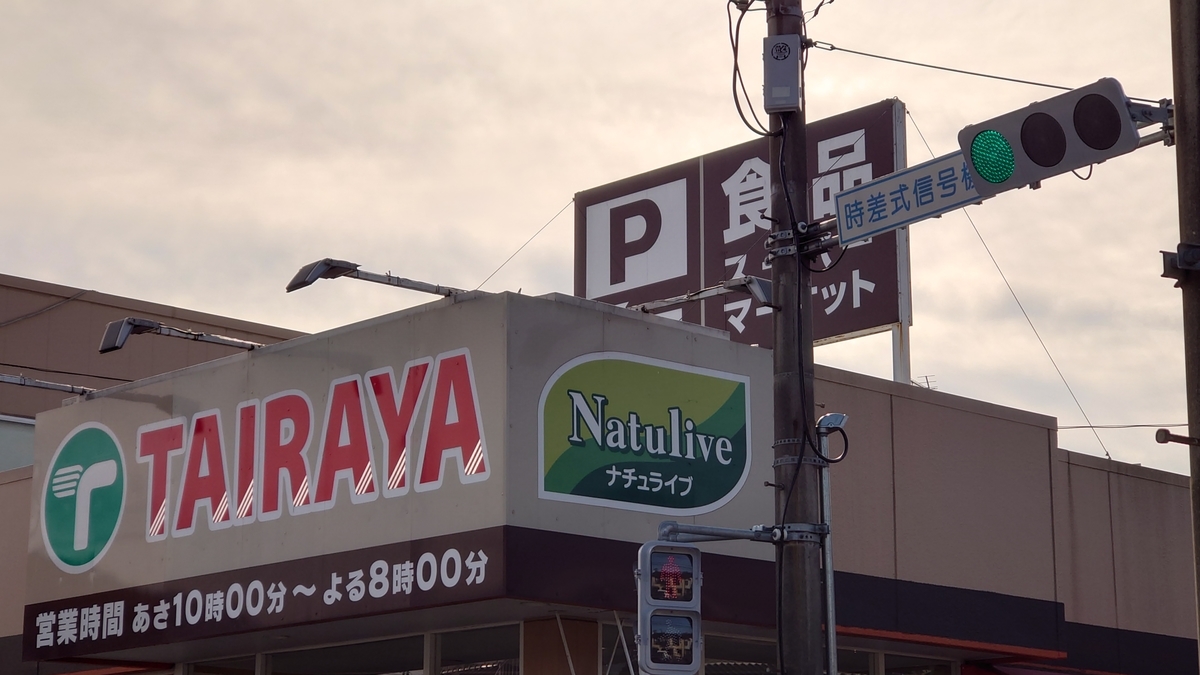 P
食品
マーケット
時差式信号機
TAIRAYA
Natulive
ナチュライブ
営業時間 あさ10時00分～よる8時00分